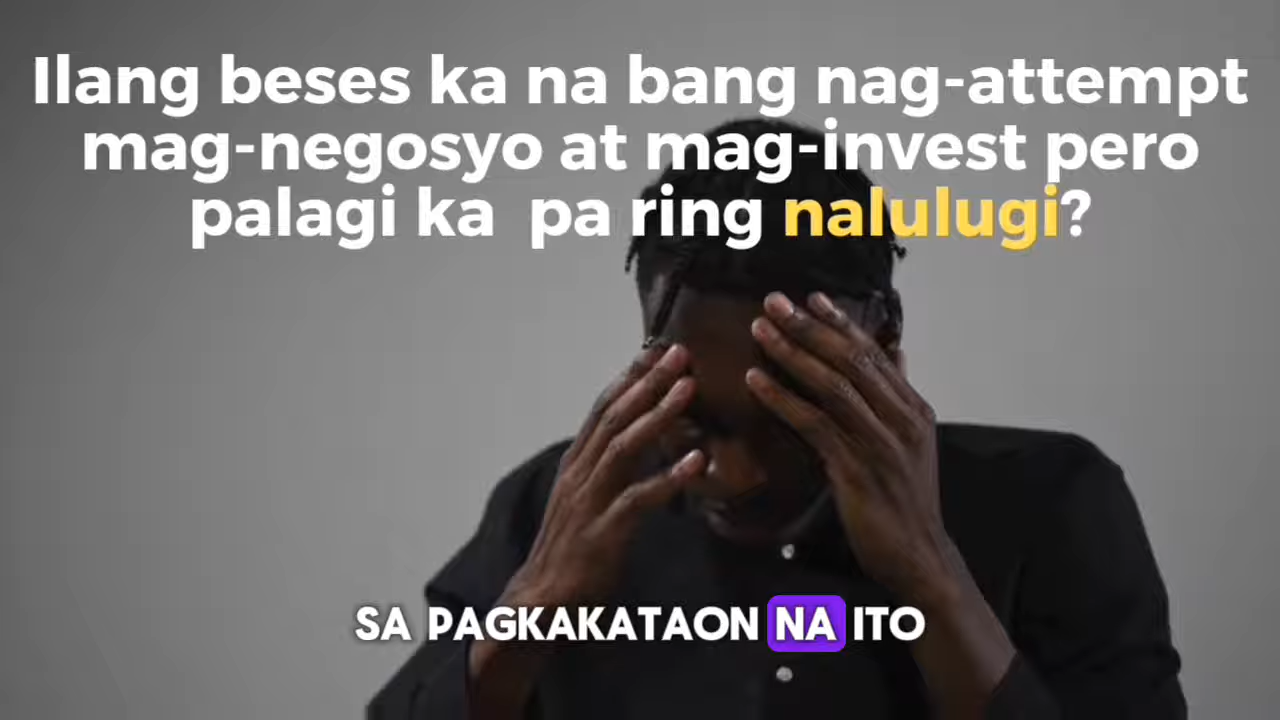 Ilang beses ka na bang nag-attempt
mag-negosyo at mag-invest pero
palagi ka pa ring nalulugi?
SA PAGKAKATAON NA ITO